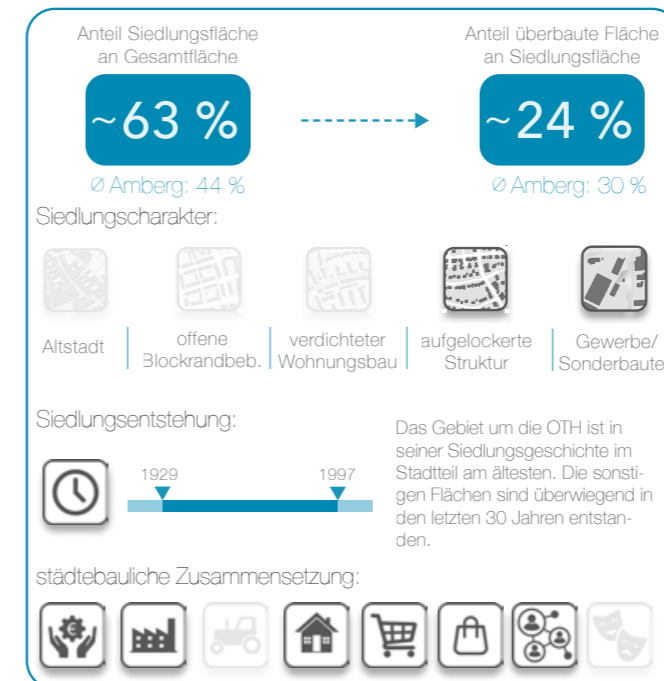 Anteil Siedlungsfläche
an Gesamtfläche
~63 %
Ø Amberg: 44 %
Anteil überbaute Fläche
an Siedlungsfläche
~24 %
Ø Amberg: 30 %
Siedlungscharakter:
Altstadt
offene
Blockrandbeb.
verdichteter
Wohnungsbau
aufgelockerte
Struktur
Gewerbe/
Sonderbaute
Siedlungsentstehung:
1929
1997
Das Gebiet um die OTH ist in
seiner Siedlungsgeschichte im
Stadtteil am ältesten. Die sonsti-
gen Flächen sind überwiegend in
den letzten 30 Jahren entstan-
den.
städtebauliche Zusammensetzung: